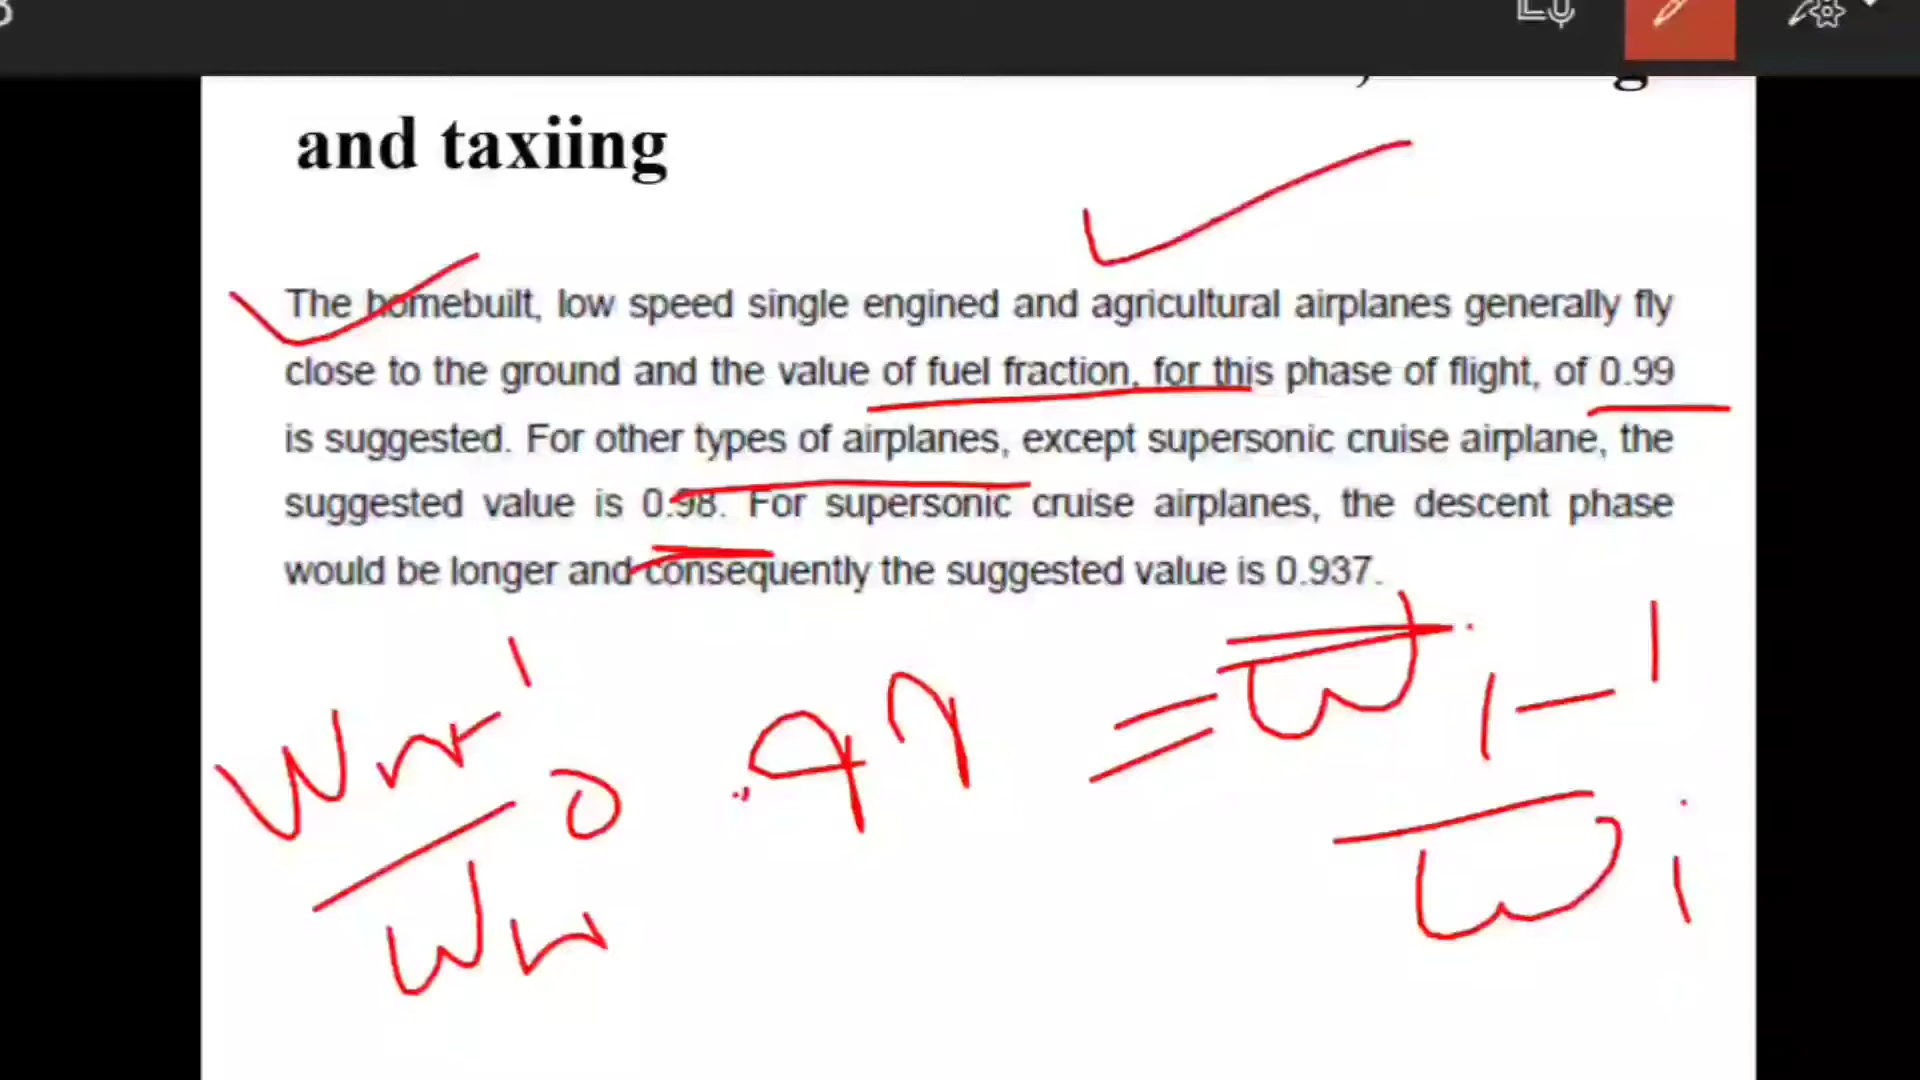 and taxiing
The homebuilt, low speed single engined and agricultural airplanes generally fly
close to the ground and the value of fuel fraction, for this phase of flight, of 0.99
is suggested. For other types of airplanes, except supersonic cruise airplane, the
suggested value is 0.98. For supersonic cruise airplanes, the descent phase
would be longer and consequently the suggested value is 0.937.
= W i-1
W i